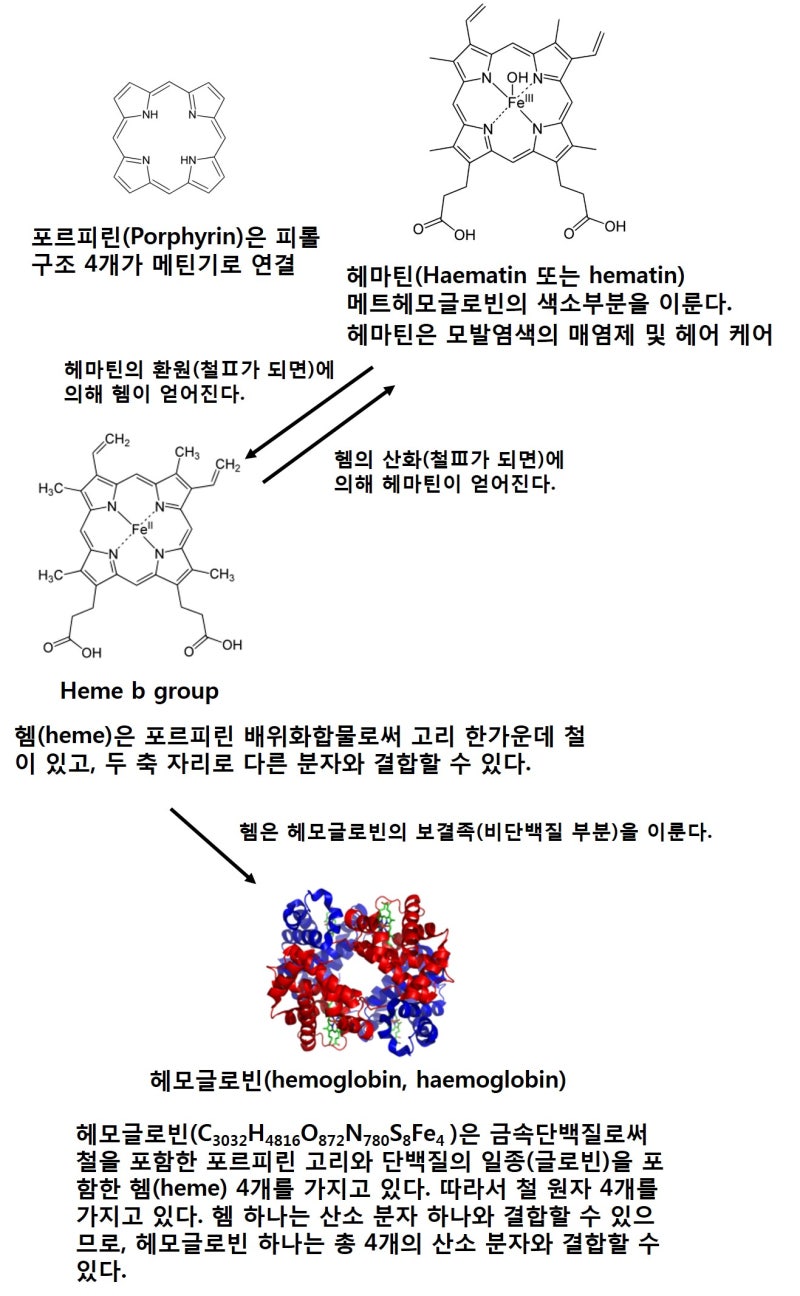 NH
N
N
HN
포르피린(Porphyrin)은 피롤
구조 4개가 메틴기로 연결
N
OH
N
Fe^III
N
N
O
OH
O
OH
헤마틴(Haematin 또는 hematin)
메트헤모글로빈의 색소부분을 이룬다.
헤마틴은 모발염색의 매염제 및 헤어 케어
헤마틴의 환원(철Ⅱ가 되면)에
의해 헴이 얻어진다.
헴의 산화(철Ⅲ가 되면)에
의해 헤마틴이 얻어진다.
CH₂
CH₃
CH₂
H₃C
N
N
Fe^II
N
N
H₃C
CH₃
O
OH
O
OH
Heme b group
헴(heme)은 포르피린 배위화합물로써 고리 한가운데 철
이 있고, 두 축 자리로 다른 분자와 결합할 수 있다.
헴은 헤모글로빈의 보결족(비단백질 부분)을 이룬다.
헤모글로빈(hemoglobin, haemoglobin)
헤모글로빈(C₃₀₃₂H₄₈₁₆O₈₇₂N₇₈₀S₈Fe₄ )은 금속단백질로써
철을 포함한 포르피린 고리와 단백질의 일종(글로빈)을 포
함한 헴(heme) 4개를 가지고 있다. 따라서 철 원자 4개를
가지고 있다. 헴 하나는 산소 분자 하나와 결합할 수 있으
므로, 헤모글로빈 하나는 총 4개의 산소 분자와 결합할 수
있다.